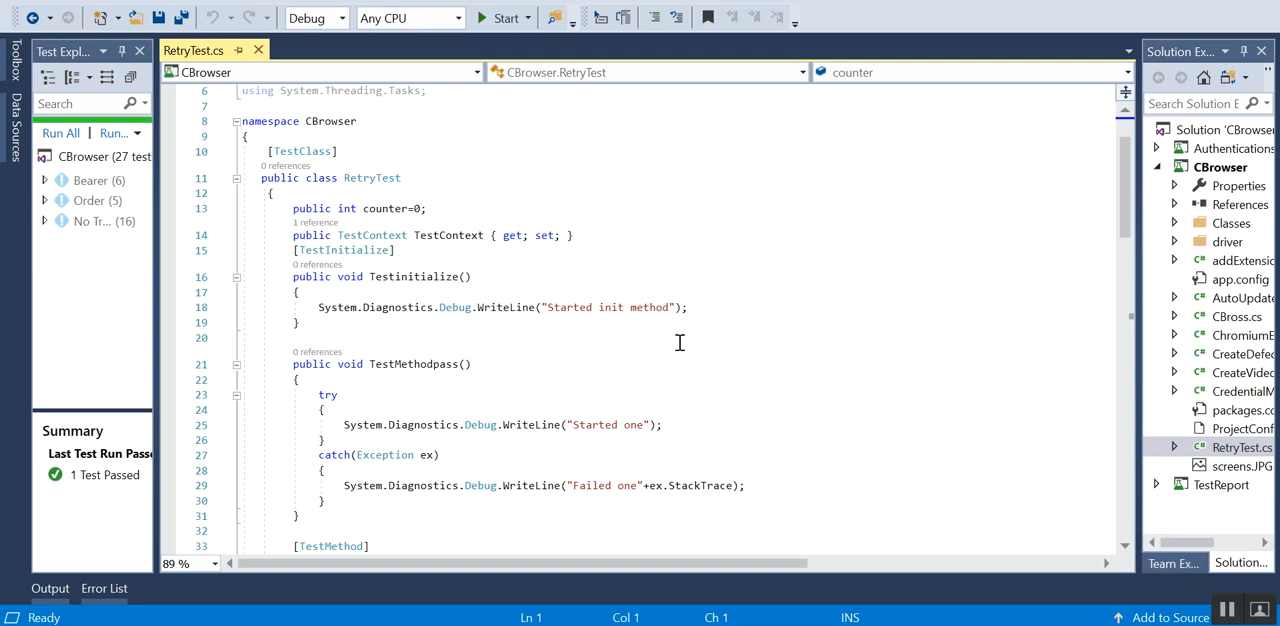 Debug
Any CPU
Start
Toolbox
Data Sources
Test Expl...
Search
Run All | Run...
CBrowser (27 test
Bearer (6)
Order (5)
No Tr... (16)
Summary
Last Test Run Pass
1 Test Passed
RetryTest.cs
CBrowser
CBrowser.RetryTest
counter
6 using System.Threading.Tasks;
7
8 namespace CBrowser
9 {
10 [TestClass]
0 references
11 public class RetryTest
12 {
13 public int counter=0;
1 reference
14 public TestContext TestContext { get; set; }
15 [TestInitialize]
0 references
16 public void Testinitialize()
17 {
18 System.Diagnostics.Debug.WriteLine("Started init method");
19 }
20
0 references
21 public void TestMethodpass()
22 {
23 try
24 {
25 System.Diagnostics.Debug.WriteLine("Started one");
26 }
27 catch(Exception ex)
28 {
29 System.Diagnostics.Debug.WriteLine("Failed one"+ex.StackTrace);
30 }
31 }
32
33 [TestMethod]
89 %
Solution Ex...
Search Solution E
Solution 'CBrowser
Authentications
CBrowser
Properties
References
Classes
driver
addExtensio
app.config
AutoUpdate
CBross.cs
ChromiumE
CreateDefec
CreateVideo
CredentialM
packages.co
ProjectConf
RetryTest.cs
screens.JPG
TestReport
Team Ex...
Solution...
Output
Error List
Ready
Ln 1
Col 1
Ch 1
INS
Add to Source